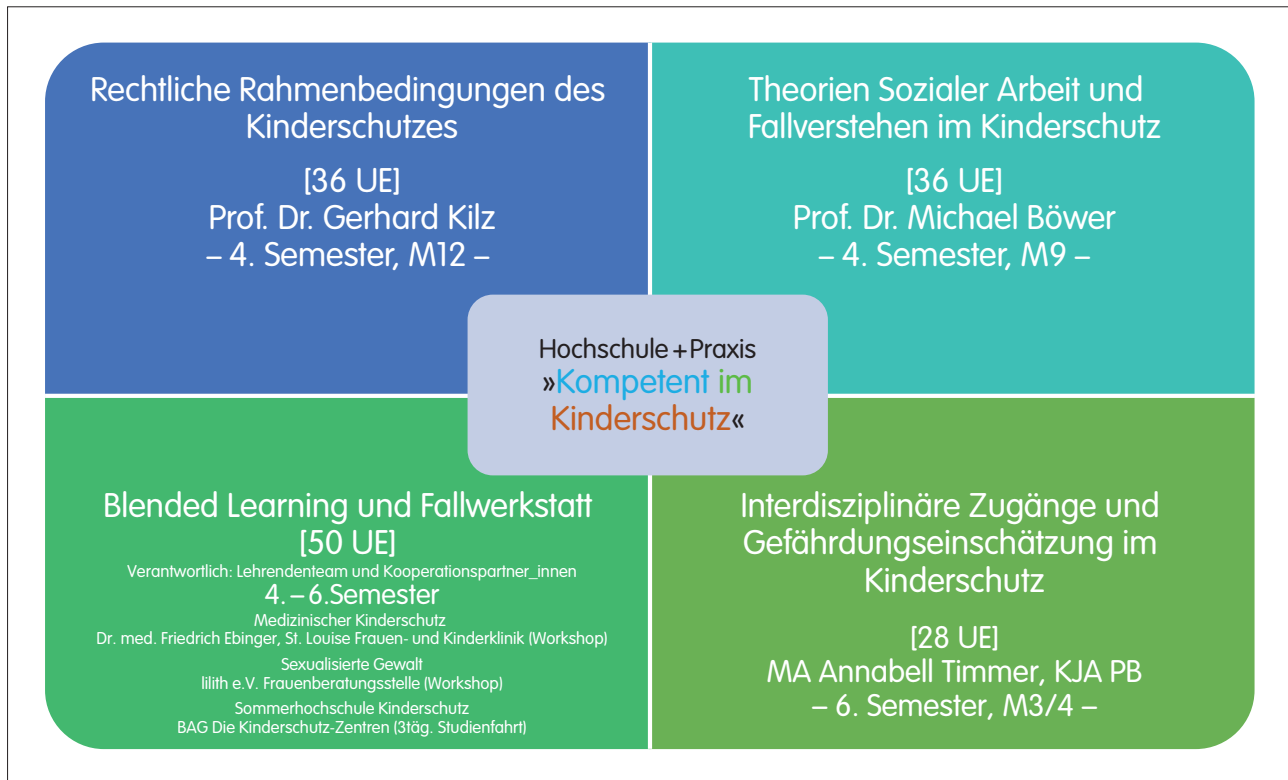 Rechtliche Rahmenbedingungen des
Kinderschutzes
[36 UE]
Prof. Dr. Gerhard Kilz
– 4. Semester, M12 –
Theorien Sozialer Arbeit und
Fallverstehen im Kinderschutz
[36 UE]
Prof. Dr. Michael Böwer
– 4. Semester, M9 –
Hochschule+Praxis
»Kompetent im
Kinderschutz«
Blended Learning und Fallwerkstatt
[50 UE]
Verantwortlich: Lehrendenteam und Kooperationspartner_innen
4. – 6.Semester
Medizinischer Kinderschutz
Dr. med. Friedrich Ebinger, St. Louise Frauen- und Kinderklinik (Workshop)
Sexualisierte Gewalt
lilith e.V. Frauenberatungsstelle (Workshop)
Sommerhochschule Kinderschutz
BAG Die Kinderschutz-Zentren (3täg. Studienfahrt)
Interdisziplinäre Zugänge und
Gefährdungseinschätzung im
Kinderschutz
[28 UE]
MA Annabell Timmer, KJA PB
– 6. Semester, M3/4 –